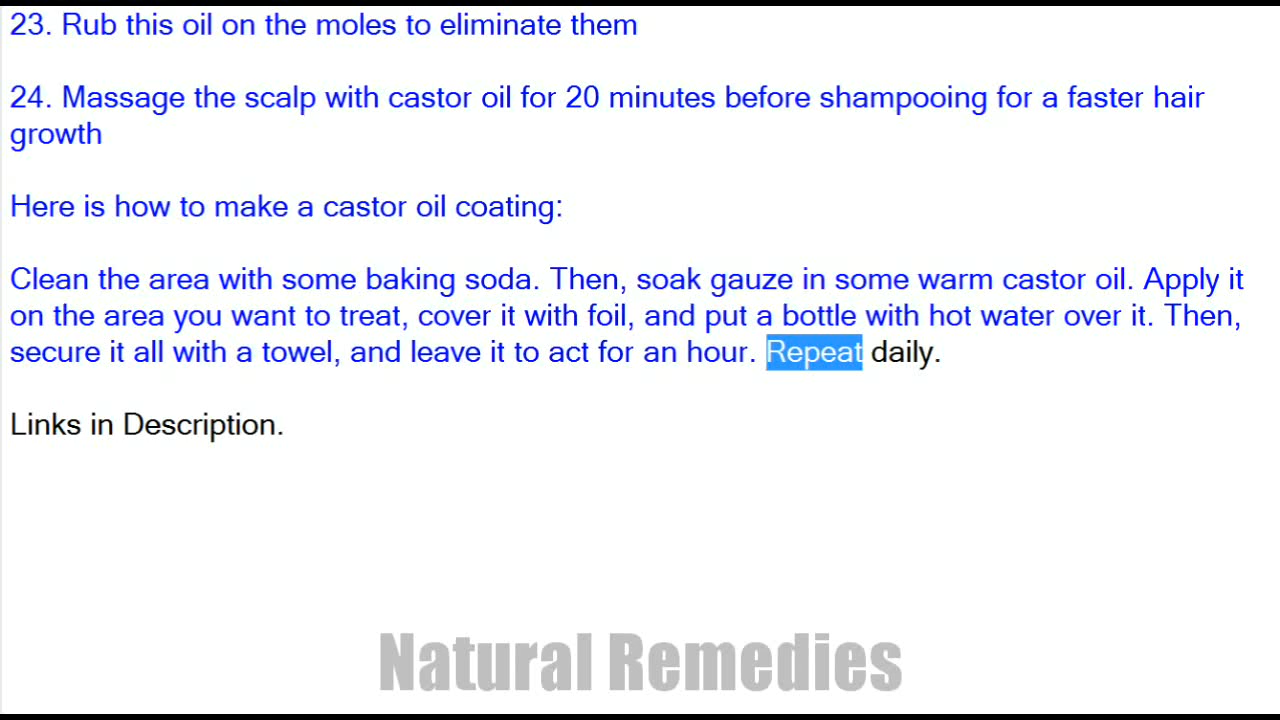 23. Rub this oil on the moles to eliminate them
24. Massage the scalp with castor oil for 20 minutes before shampooing for a faster hair
growth
Here is how to make a castor oil coating:
Clean the area with some baking soda. Then, soak gauze in some warm castor oil. Apply it
on the area you want to treat, cover it with foil, and put a bottle with hot water over it. Then,
secure it all with a towel, and leave it to act for an hour. Repeat daily.
Links in Description.
Natural Remedies